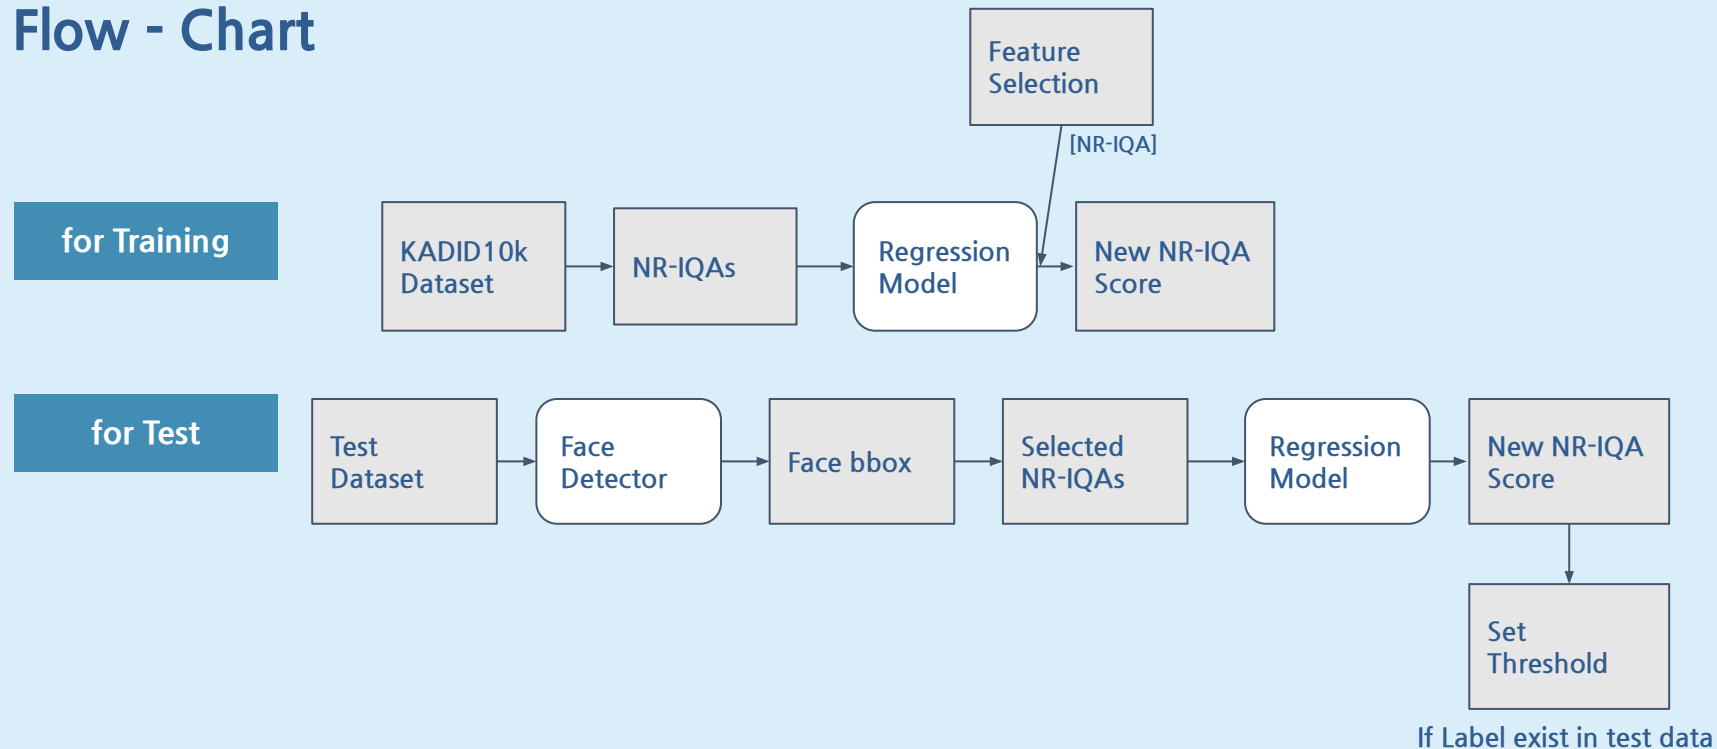 Flow - Chart
Feature
Selection
[NR-IQA]
for Training
KADID10k
Dataset
NR-IQAs
Regression
Model
New NR-IQA
Score
for Test
Test
Dataset
Face
Detector
Face bbox
Selected
NR-IQAs
Regression
Model
New NR-IQA
Score
Set
Threshold
If Label exist in test data